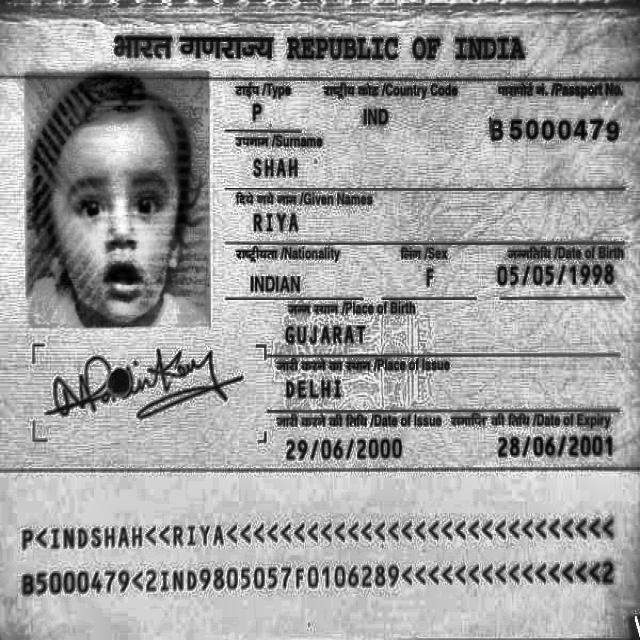 भारत गणराज्य REPUBLIC OF INDIA
टाईप /Type राष्ट्रीय कोड /Country Code पासपोर्ट नं. /Passport No.
P IND B5000479
उपनाम /Surname
SHAH
दिये गये नाम /Given Names
RIYA
राष्ट्रीयता /Nationality लिंग /Sex जन्मतिथि /Date of Birth
INDIAN F 05/05/1998
जन्म स्थान /Place of Birth
GUJARAT
जारी करने का स्थान /Place of Issue
DELHI
जारी करने की तिथि /Date of Issue समाप्ति की तिथि /Date of Expiry
29/06/2000 28/06/2001
P<INDSHAH<<RIYA<<<<<<<<<<<<<<<<<<<<<<<<<<<<<
B5000479<2IND9805057F0106289<<<<<<<<<<<<<<<2